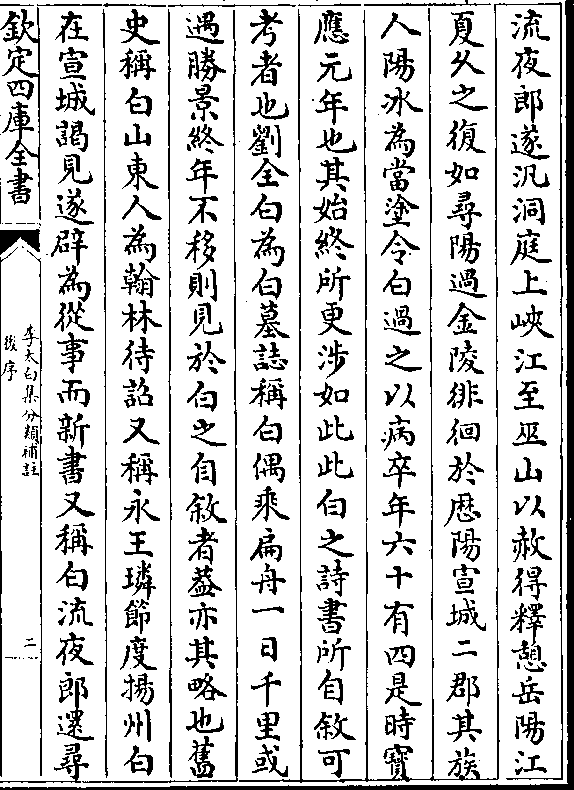 流夜郎遂汎洞庭上峽江至巫山以赦得釋憩岳陽江
夏久之復如尋陽過金陵徘徊於厯陽宣城二郡其族
人陽冰為當塗令白過之以病卒年六十有四是時寶
應元年也其始終所更渉如此此白之詩書所自敘可
考者也劉全白為白墓誌稱白偶乘扁舟一日千里或
遇勝景終年不移則見於白之自敘者葢亦其略也舊
史稱白山東人為翰林待詔又稱永王璘節度揚州白
在宣城謁見遂辟為從事而新書又稱白流夜郎還尋
欽定四庫全書
李太白集分類補註
後序
二